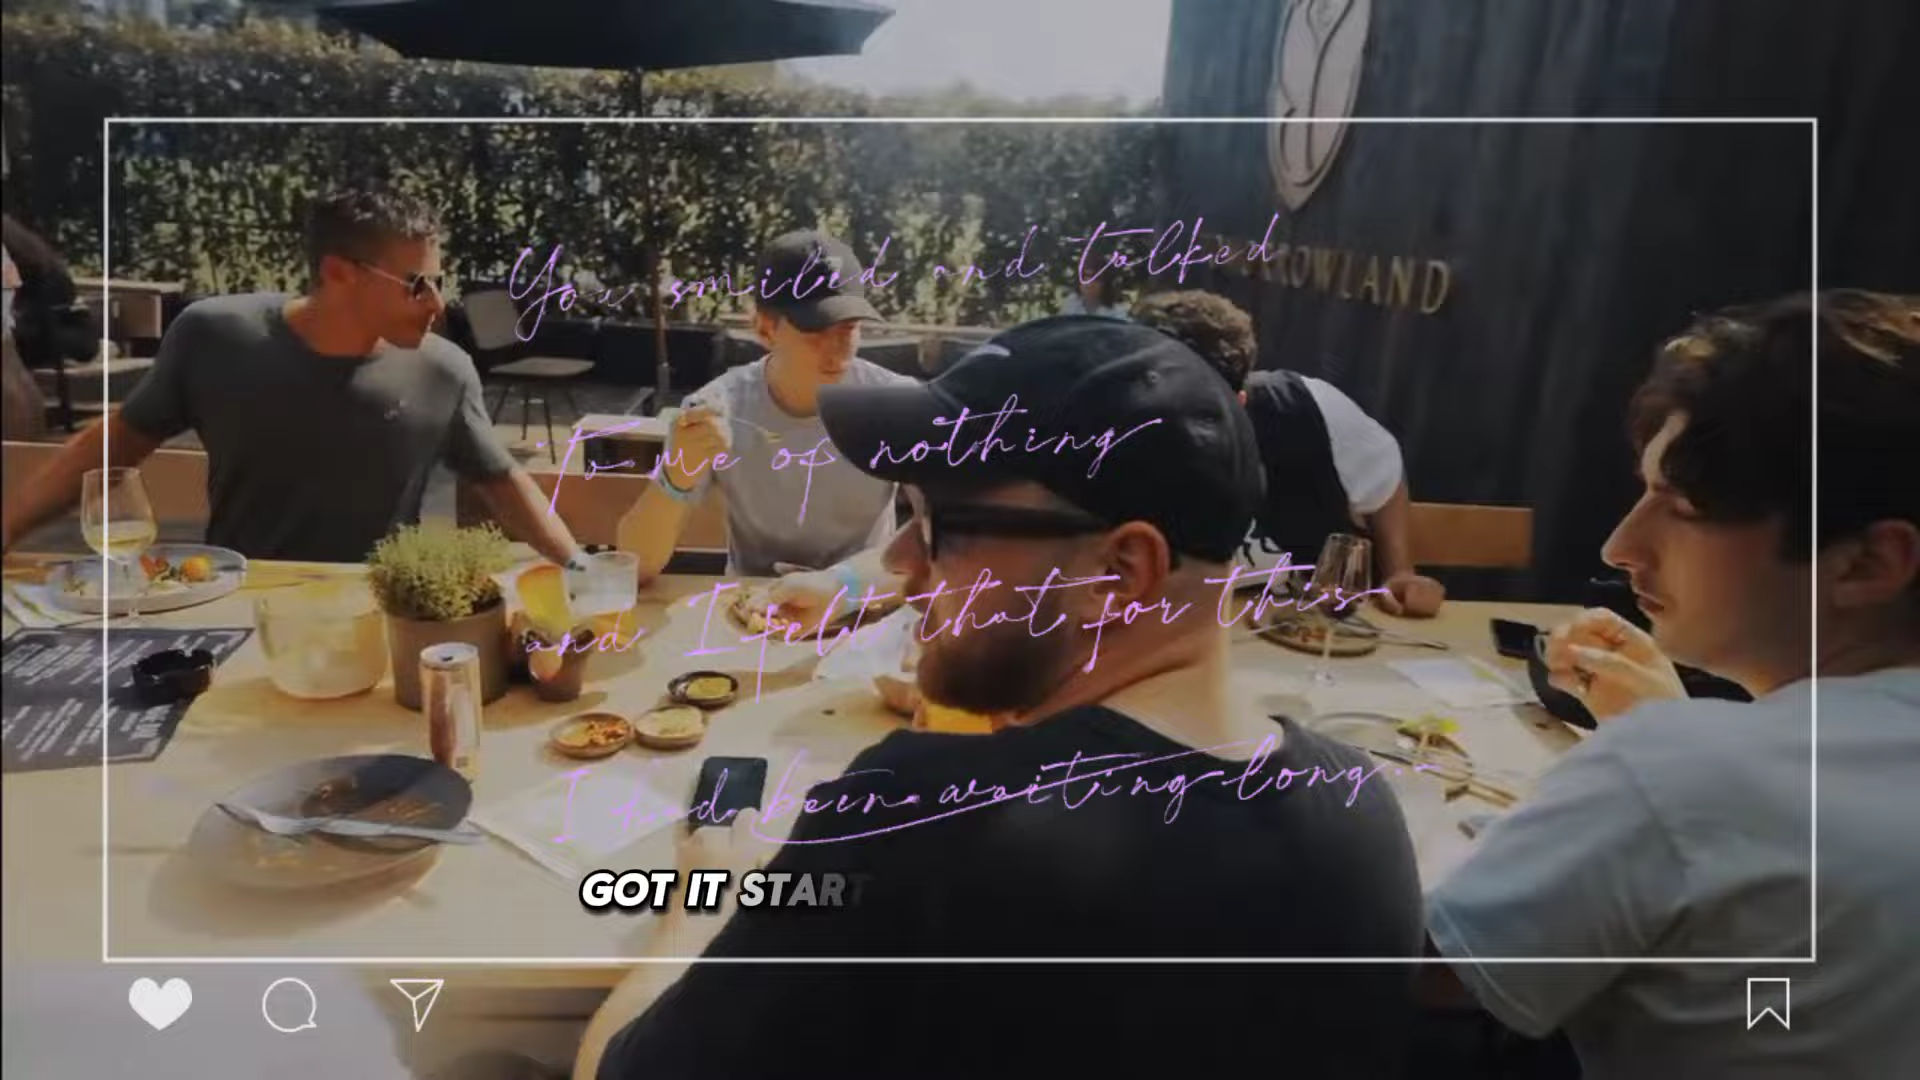 You smiled and talked
To me of nothing
and I felt that for this
I had been waiting long.
GOT IT START